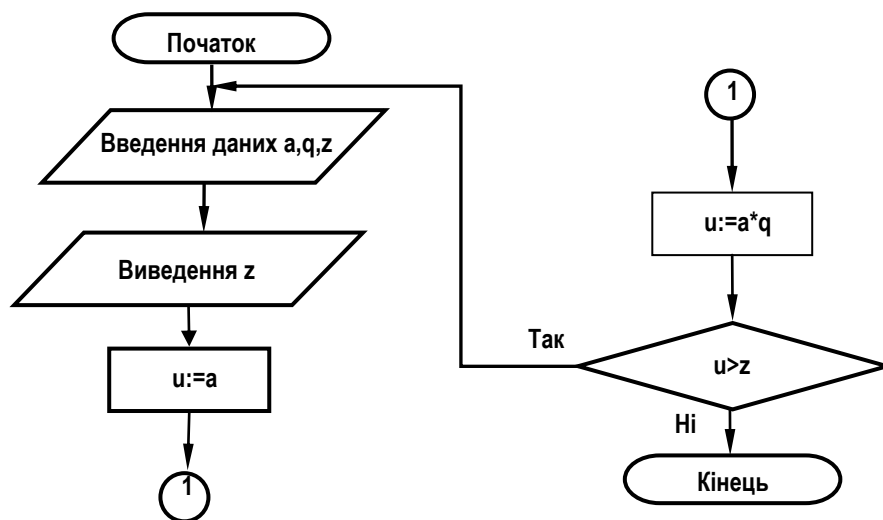 Початок
Введення даних a,q,z
Виведення z
u:=a
1
1
u:=a*q
Так
u>z
Ні
Кінець